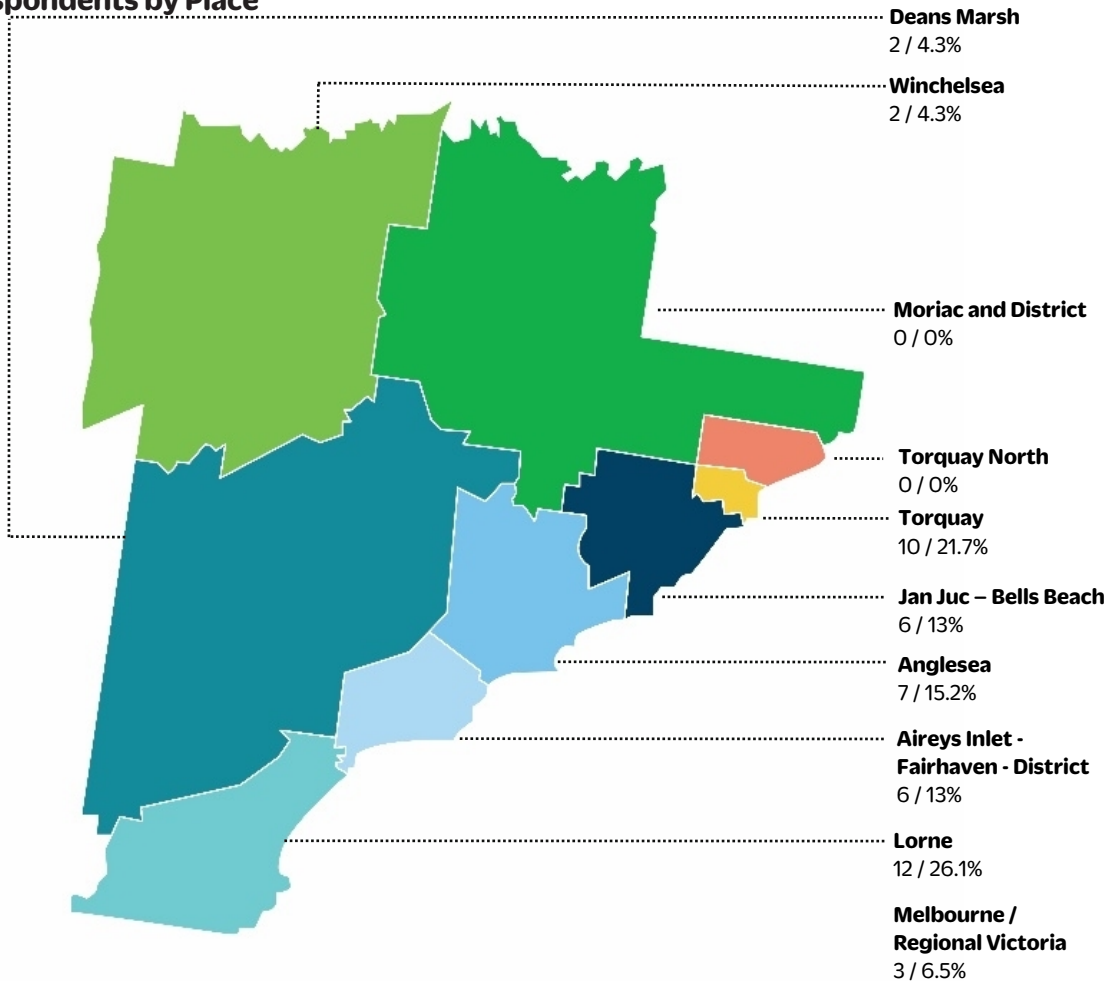 by Place
Deans Marsh
2 / 4.3%
Winchelsea
2 / 4.3%
Moriac and District
0 / 0%
Torquay North
0 / 0%
Torquay
10 / 21.7%
Jan Juc – Bells Beach
6 / 13%
Anglesea
7 / 15.2%
Aireys Inlet -
Fairhaven - District
6 / 13%
Lorne
12 / 26.1%
Melbourne /
Regional Victoria
3 / 6.5%